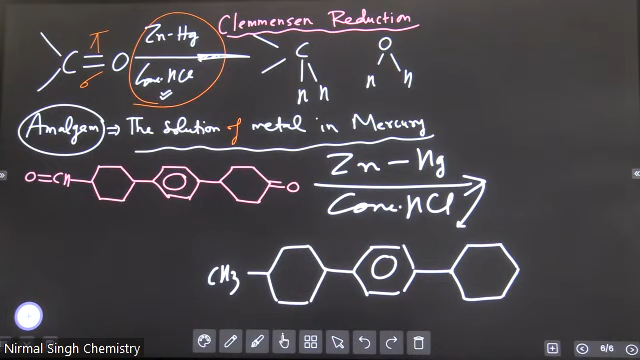 Clemmensen Reduction
C=O Zn-Hg Conc. HCl C H H O H H
Amalgam ⇒ The solution of metal in Mercury
O=CH O =O Zn-Hg Conc. HCl
CH3
Nirmal Singh Chemistry
6/6